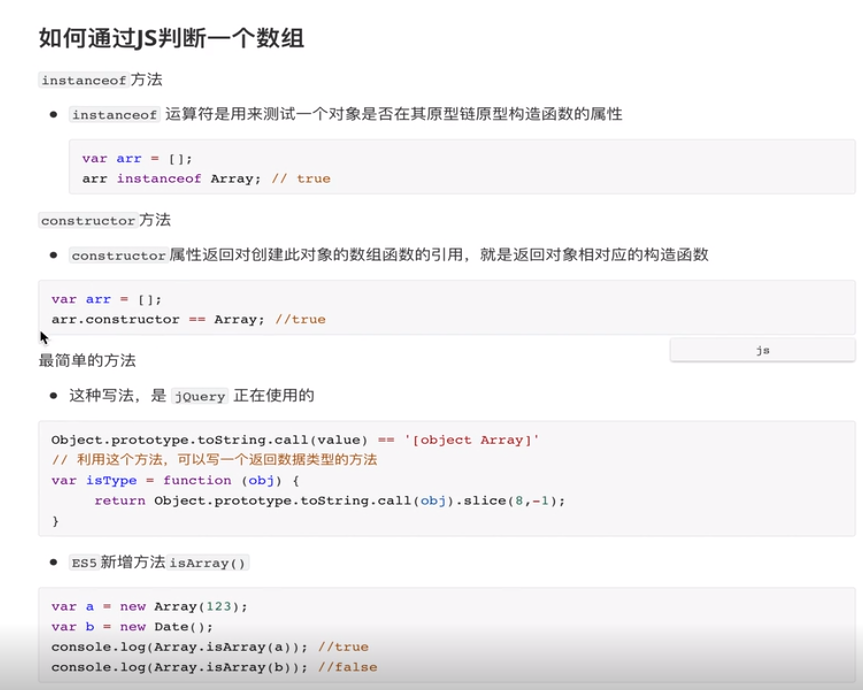 如何通过JS判断一个数组
instanceof 方法
instanceof 运算符是用来测试一个对象是否在其原型链原型构造函数的属性
var arr = [];
arr instanceof Array; // true
constructor 方法
constructor 属性返回对创建此对象的数组函数的引用，就是返回对象相对应的构造函数
var arr = [];
arr.constructor == Array; //true
js
最简单的方法
这种写法，是 jQuery 正在使用的
Object.prototype.toString.call(value) == '[object Array]'
// 利用这个方法，可以写一个返回数据类型的方法
var isType = function (obj) {
     return Object.prototype.toString.call(obj).slice(8,-1);
}
ES5 新增方法 isArray()
var a = new Array(123);
var b = new Date();
console.log(Array.isArray(a)); //true
console.log(Array.isArray(b)); //false